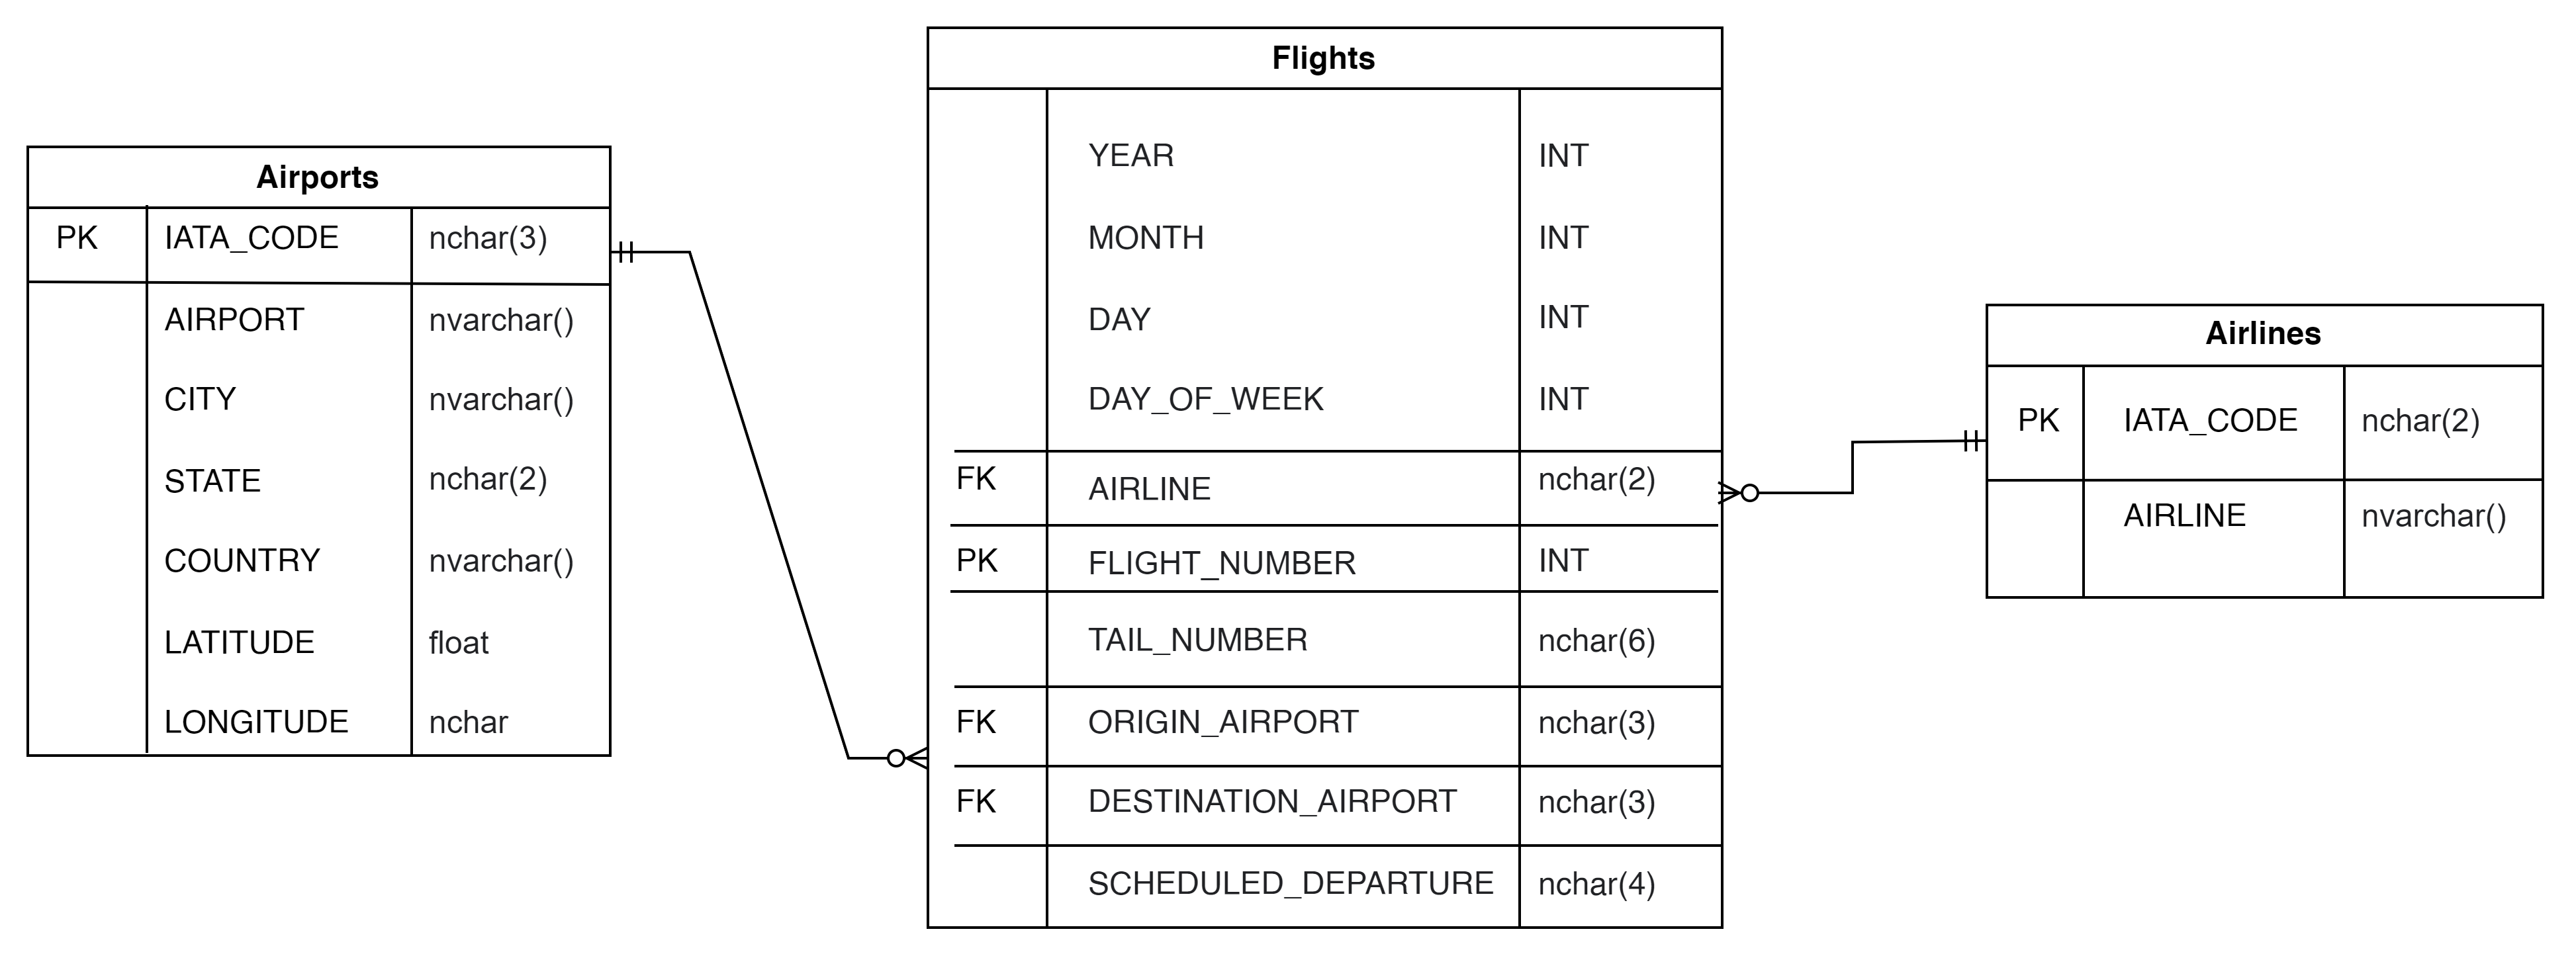 Airports
PK IATA_CODE nchar(3)
AIRPORT nvarchar()
CITY nvarchar()
STATE nchar(2)
COUNTRY nvarchar()
LATITUDE float
LONGITUDE nchar
Flights
YEAR INT
MONTH INT
DAY INT
DAY_OF_WEEK INT
FK AIRLINE nchar(2)
PK FLIGHT_NUMBER INT
TAIL_NUMBER nchar(6)
FK ORIGIN_AIRPORT nchar(3)
FK DESTINATION_AIRPORT nchar(3)
SCHEDULED_DEPARTURE nchar(4)
Airlines
PK IATA_CODE nchar(2)
AIRLINE nvarchar()